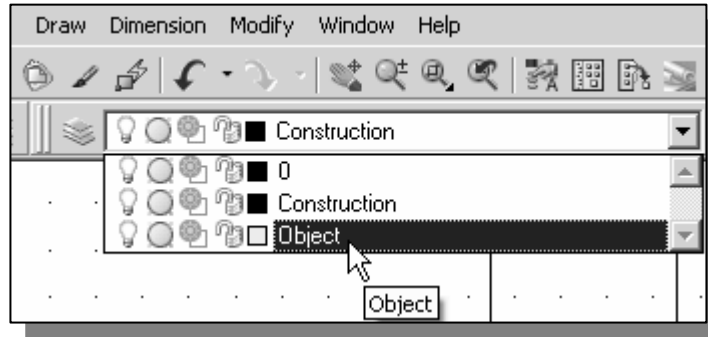 Draw Dimension Modify Window Help
Construction
0
Construction
Object
Object